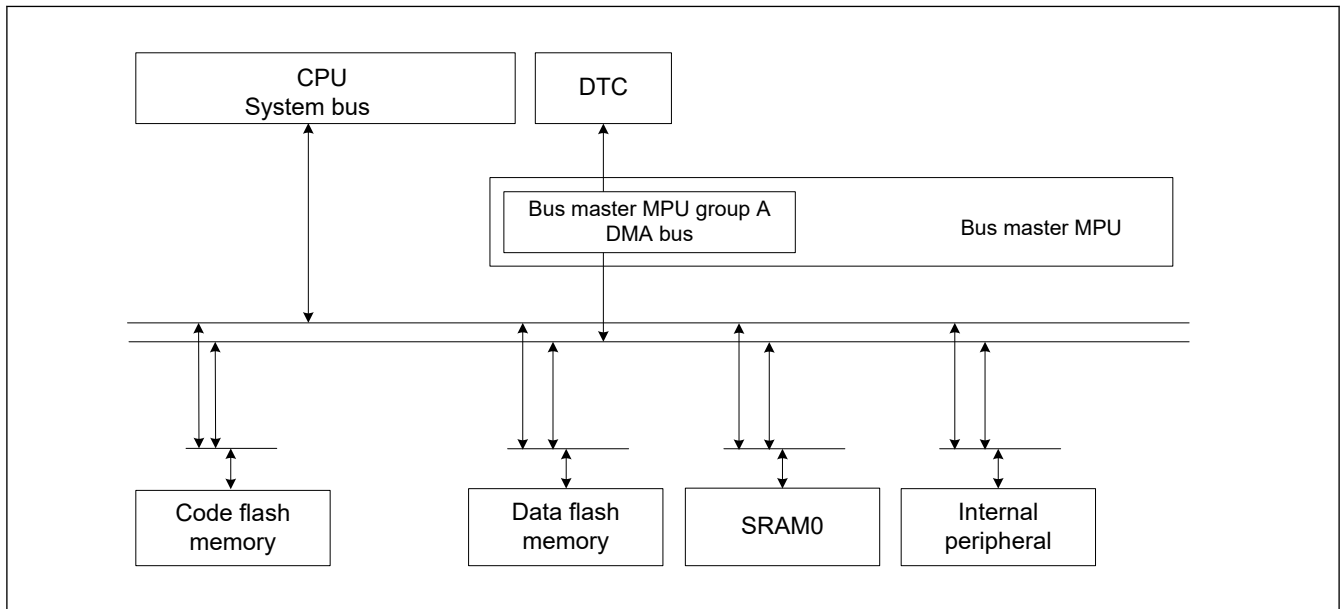 CPU
System bus
DTC
Bus master MPU group A
DMA bus
Bus master MPU
Code flash
memory
Data flash
memory
SRAM0
Internal
peripheral